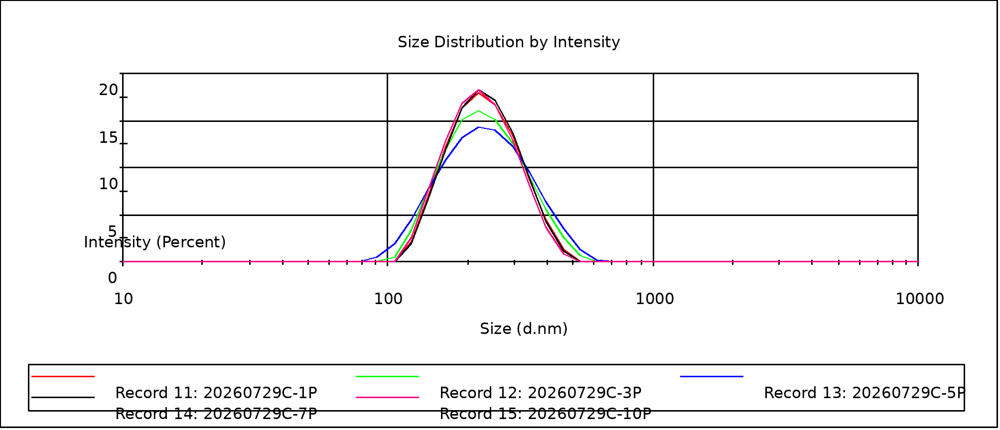 Size Distribution by Intensity
20
15
10
5
Intensity (Percent)
0
10 100 1000 10000
Size (d.nm)
Record 11: 20260729C-1P Record 12: 20260729C-3P Record 13: 20260729C-5P
Record 14: 20260729C-7P Record 15: 20260729C-10P